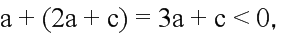 a + (2a + c) = 3a + c < 0,